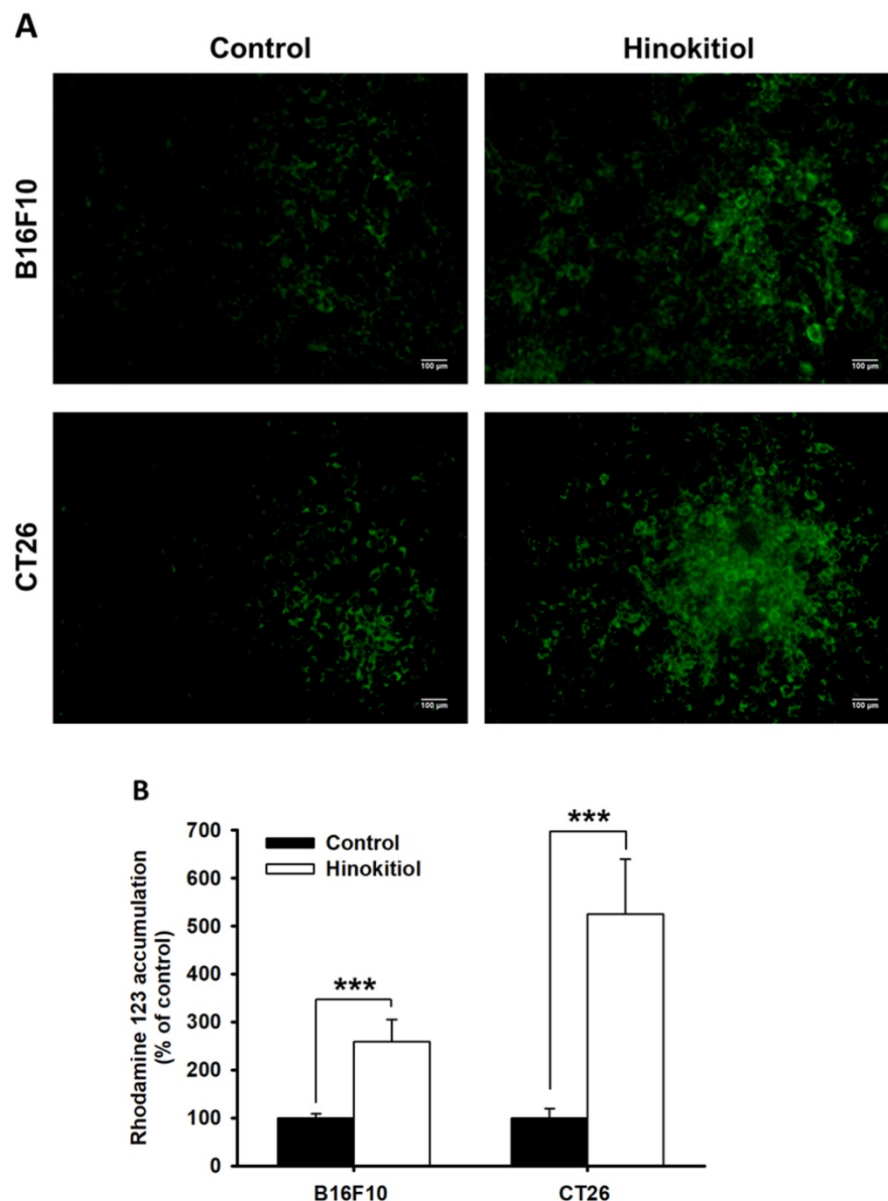 A
Control Hinokitiol
B16F10
100 µm
100 µm
CT26
100 µm
100 µm
B
Rhodamine 123 accumulation
(% of control)
700
600
500
400
300
200
100
0
Control
Hinokitiol
***
***
B16F10 CT26